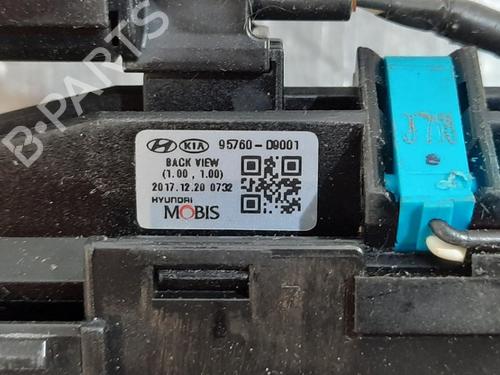 KIA 95760-D9001
BACK VIEW
(1.00 , 1.00)
2017.12.20 0732
HYUNDAI
MOBIS
B-PARTS